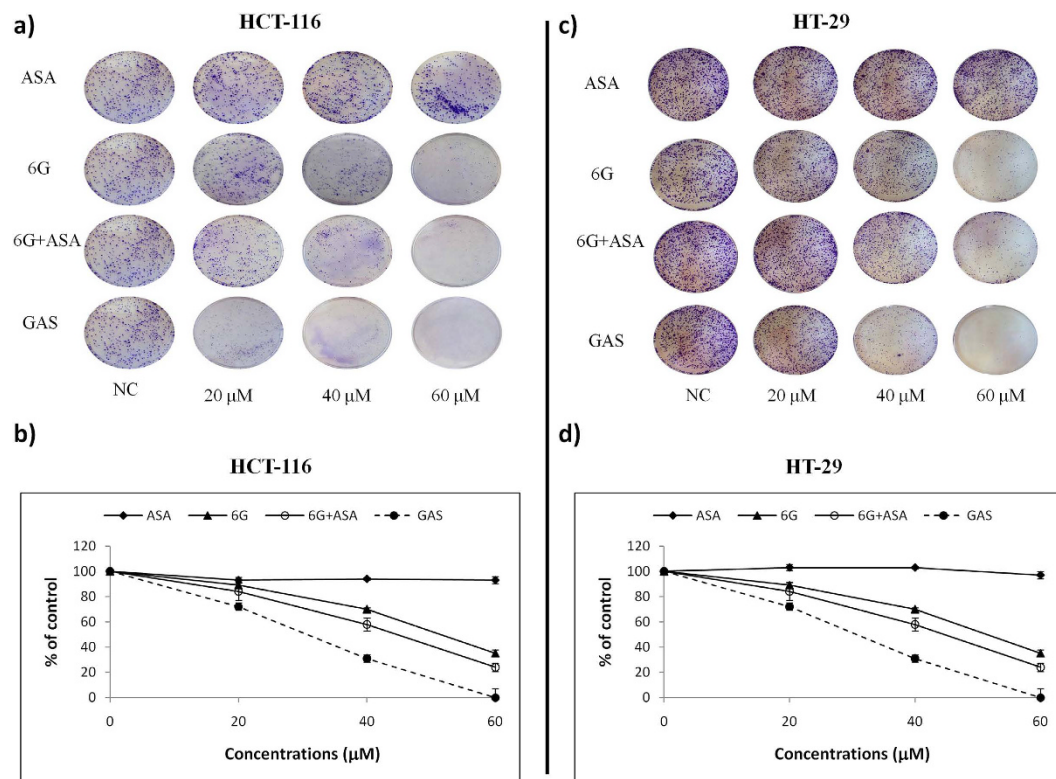 a)
HCT-116
ASA
6G
6G+ASA
GAS
NC 20 μM 40 μM 60 μM
b)
HCT-116
ASA 6G 6G+ASA GAS
120
100
80
60
40
20
0
% of control
0 20 40 60
Concentrations (μM)
c)
HT-29
ASA
6G
6G+ASA
GAS
NC 20 μM 40 μM 60 μM
d)
HT-29
ASA 6G 6G+ASA GAS
120
100
80
60
40
20
0
% of control
0 20 40 60
Concentrations (μM)